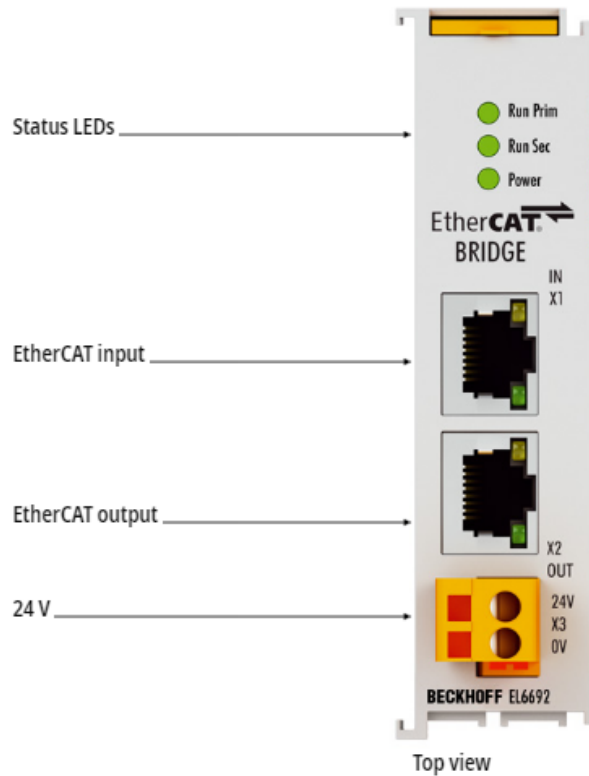 Status LEDs
Run Prim
Run Sec
Power
EtherCAT®
BRIDGE
IN
X1
EtherCAT input
EtherCAT output
X2
OUT
24 V
24V
X3
0V
BECKHOFF EL6692
Top view